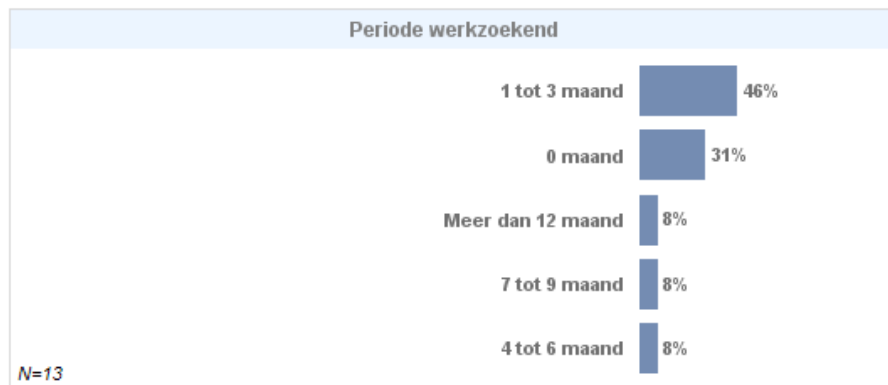 Periode werkzoekend
1 tot 3 maand 46%
0 maand 31%
Meer dan 12 maand 8%
7 tot 9 maand 8%
4 tot 6 maand 8%
N=13